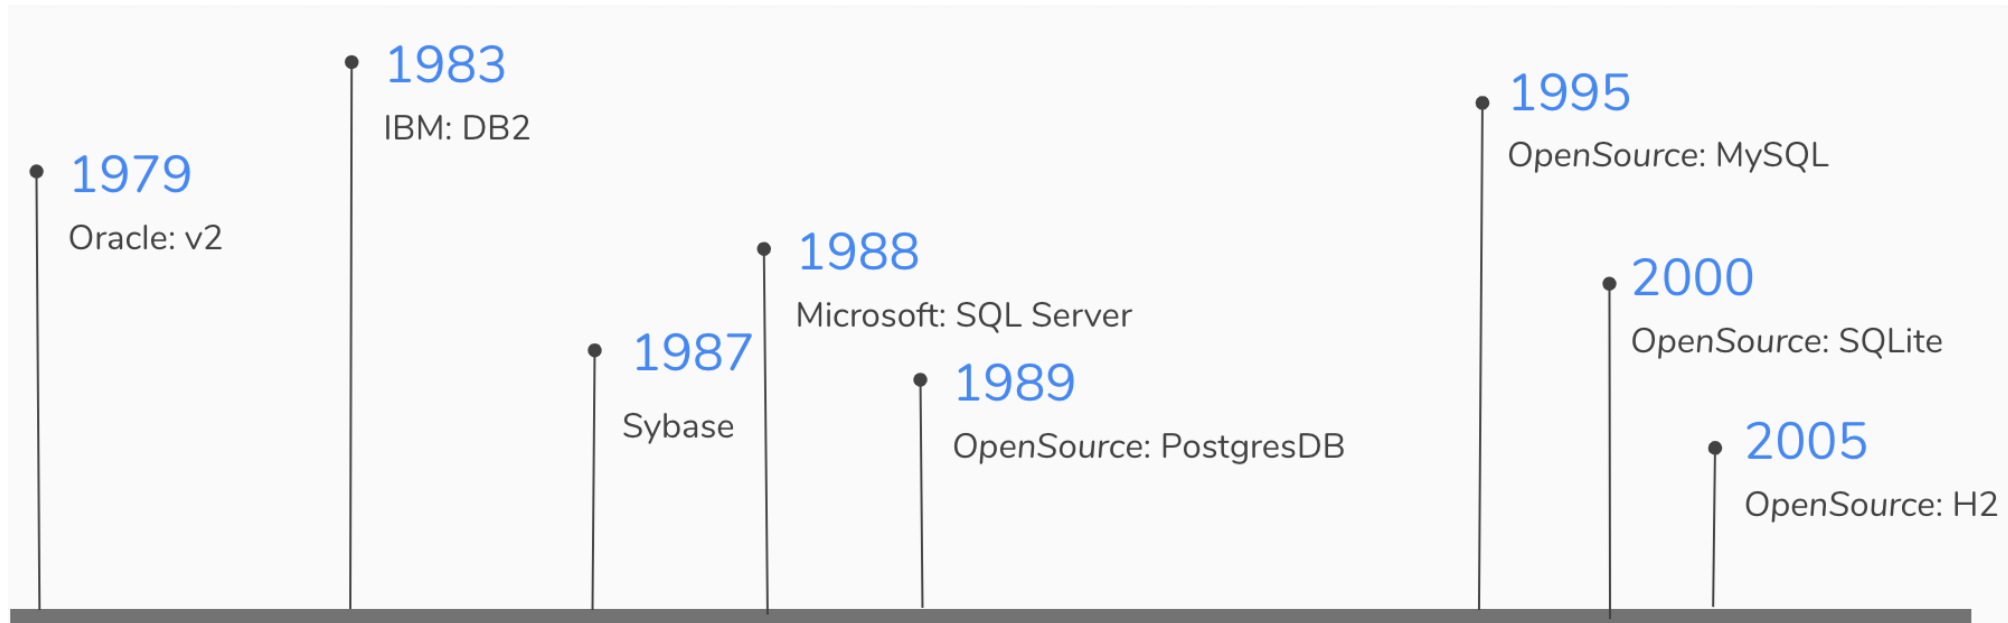 1979
Oracle: v2
1983
IBM: DB2
1987
Sybase
1988
Microsoft: SQL Server
1989
OpenSource: PostgresDB
1995
OpenSource: MySQL
2000
OpenSource: SQLite
2005
OpenSource: H2